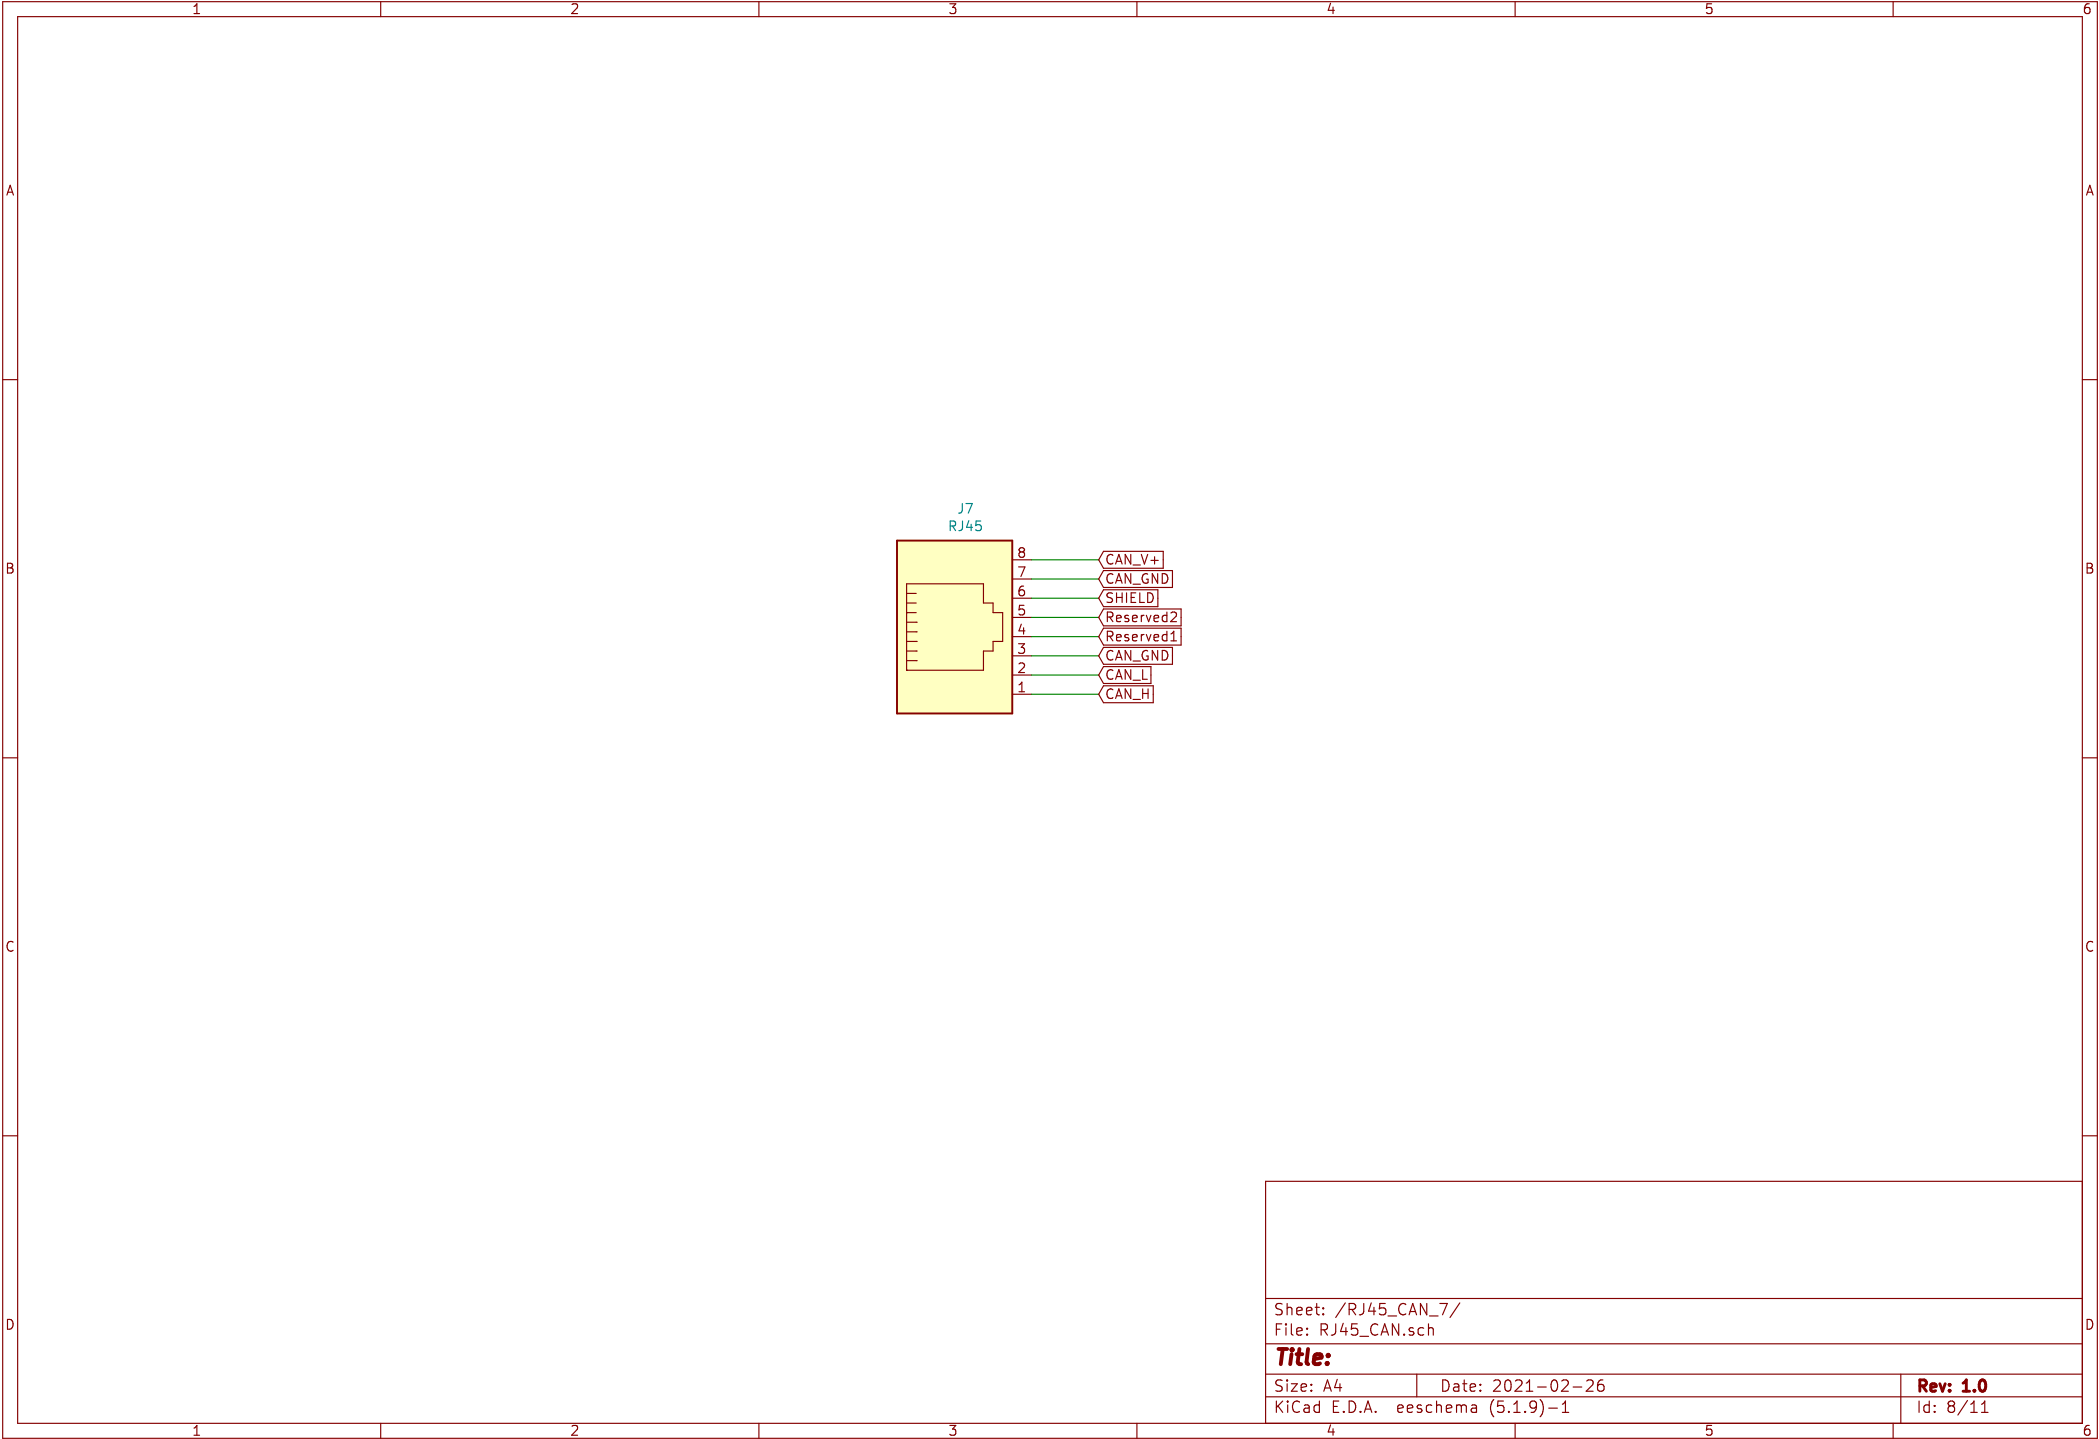 1 2 3 4 5 6
A A
J7
RJ45
8 CAN_V+
B 7 CAN_GND B
6 SHIELD
5 Reserved2
4 Reserved1
3 CAN_GND
2 CAN_L
1 CAN_H
C C
Sheet: /RJ45_CAN_7/
D File: RJ45_CAN.sch D
Title:
Size: A4 Date: 2021-02-26 Rev: 1.0
KiCad E.D.A. eeschema (5.1.9)-1 Id: 8/11
1 2 3 4 5 6